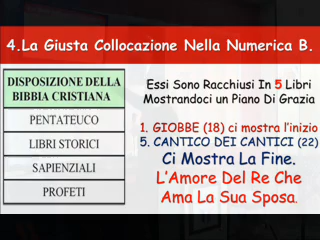 4.La Giusta Collocazione Nella Numerica B.
DISPOSIZIONE DELLA
BIBBIA CRISTIANA
PENTATEUCO
LIBRI STORICI
SAPIENZIALI
PROFETI
Essi Sono Racchiusi In 5 Libri
Mostrandoci un Piano Di Grazia
1. GIOBBE (18) ci mostra l'inizio
5. CANTICO DEI CANTICI (22)
Ci Mostra La Fine.
L'Amore Del Re Che
Ama La Sua Sposa.